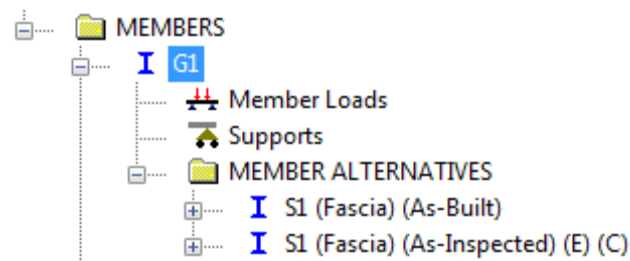 MEMBERS
G1
Member Loads
Supports
MEMBER ALTERNATIVES
S1 (Fascia) (As-Built)
S1 (Fascia) (As-Inspected) (E) (C)